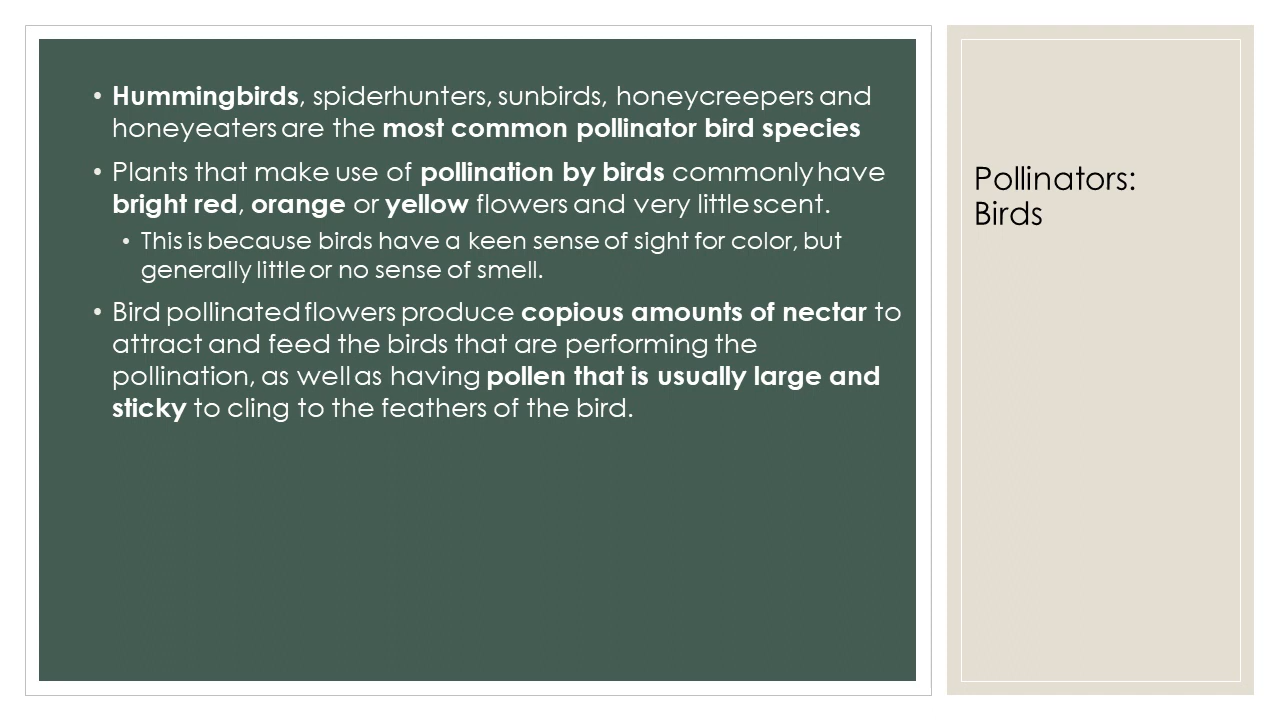 • Hummingbirds, spiderhunters, sunbirds, honeycreepers and
honeyeaters are the most common pollinator bird species
• Plants that make use of pollination by birds commonly have
bright red, orange or yellow flowers and very little scent.
• This is because birds have a keen sense of sight for color, but
generally little or no sense of smell.
• Bird pollinated flowers produce copious amounts of nectar to
attract and feed the birds that are performing the
pollination, as well as having pollen that is usually large and
sticky to cling to the feathers of the bird.
Pollinators:
Birds